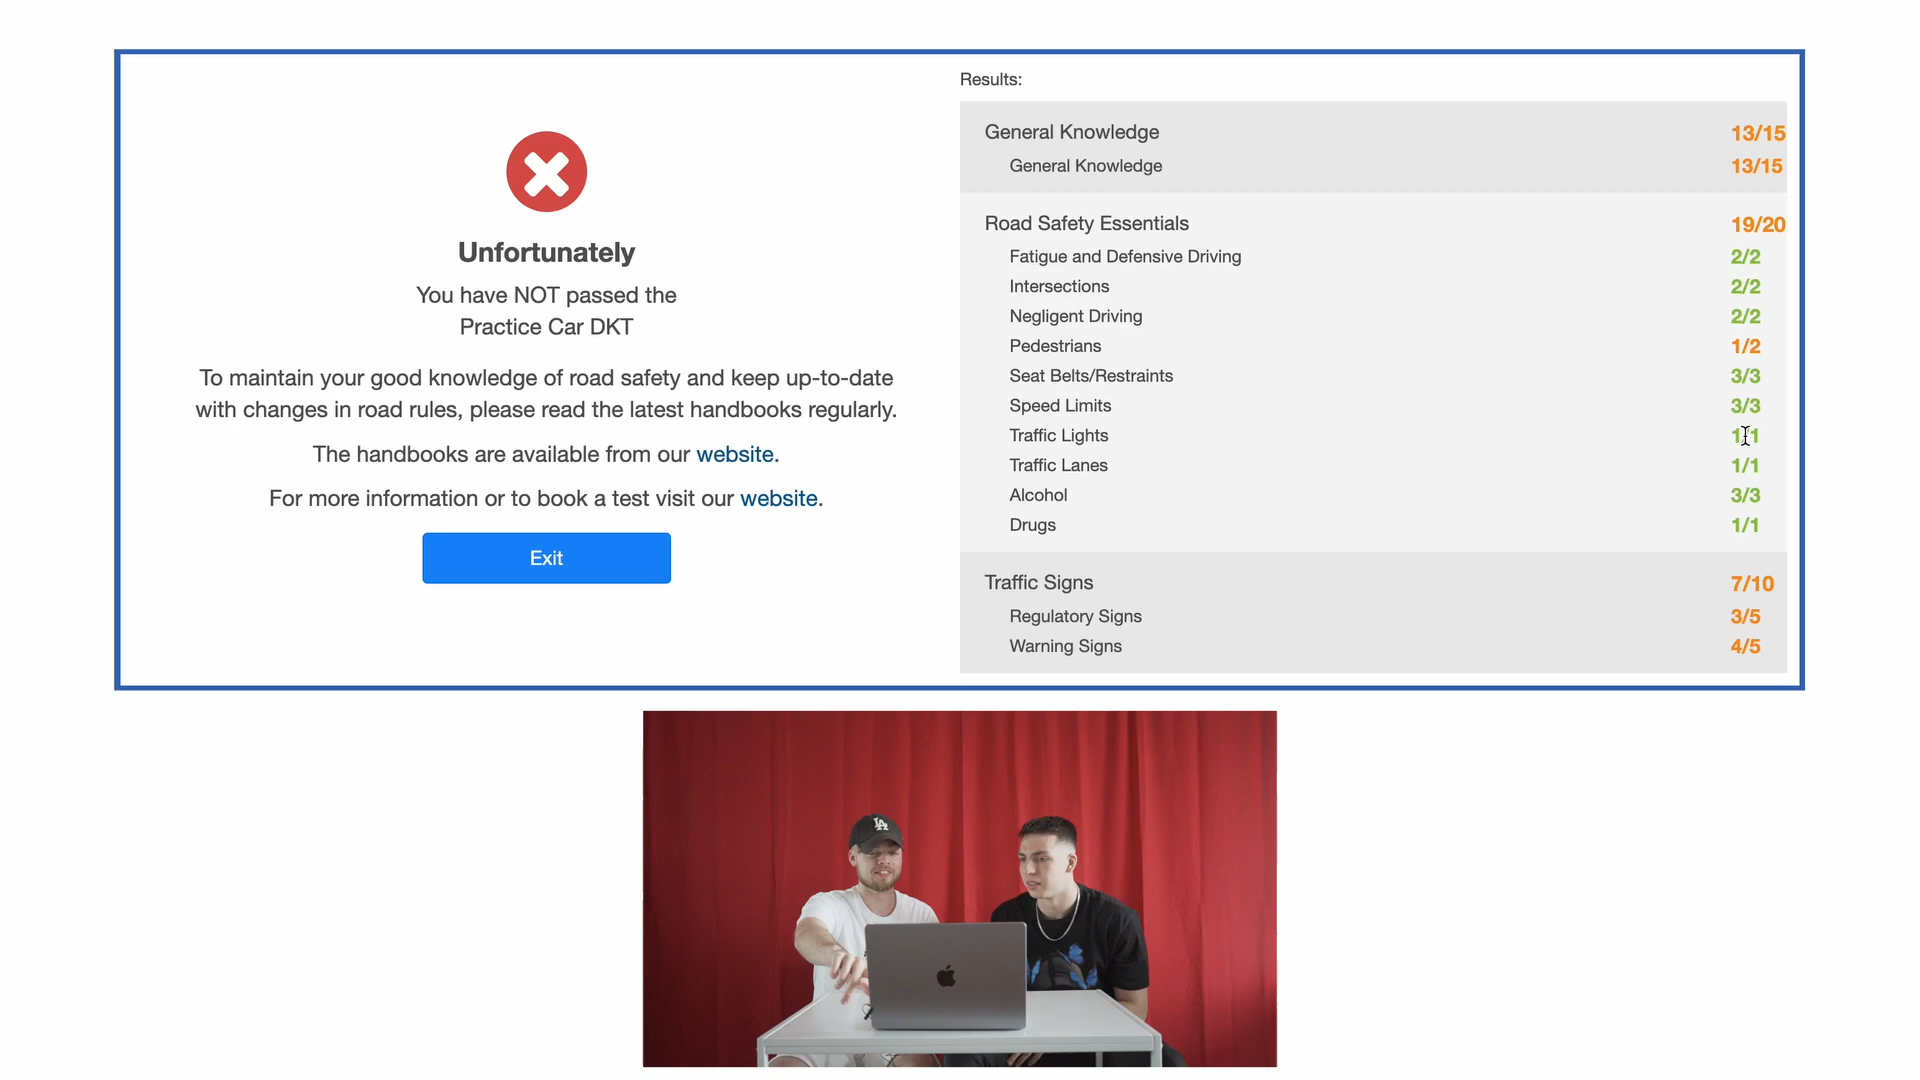 Unfortunately
You have NOT passed the
Practice Car DKT
To maintain your good knowledge of road safety and keep up-to-date
with changes in road rules, please read the latest handbooks regularly.
The handbooks are available from our website.
For more information or to book a test visit our website.
Exit
Results:
General Knowledge 13/15
General Knowledge 13/15
Road Safety Essentials 19/20
Fatigue and Defensive Driving 2/2
Intersections 2/2
Negligent Driving 2/2
Pedestrians 1/2
Seat Belts/Restraints 3/3
Speed Limits 3/3
Traffic Lights 1/1
Traffic Lanes 1/1
Alcohol 3/3
Drugs 1/1
Traffic Signs 7/10
Regulatory Signs 3/5
Warning Signs 4/5
LA